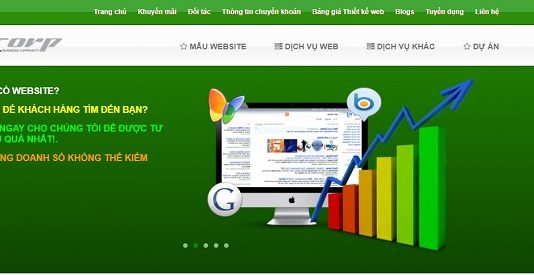 Trang chủ Khuyến mãi Đối tác Thông tin chuyển khoản Bảng giá Thiết kế web Blogs Tuyển dụng Liên hệ
corp
MẪU WEBSITE DỊCH VỤ WEB DỊCH VỤ KHÁC DỰ ÁN
CÓ WEBSITE?
ĐỂ KHÁCH HÀNG TÌM ĐẾN BẠN?
NGAY CHO CHÚNG TÔI ĐỂ ĐƯỢC TƯ
QUẢ NHẤT!.
NG DOANH SỐ KHÔNG THỂ KIỂM
b
G